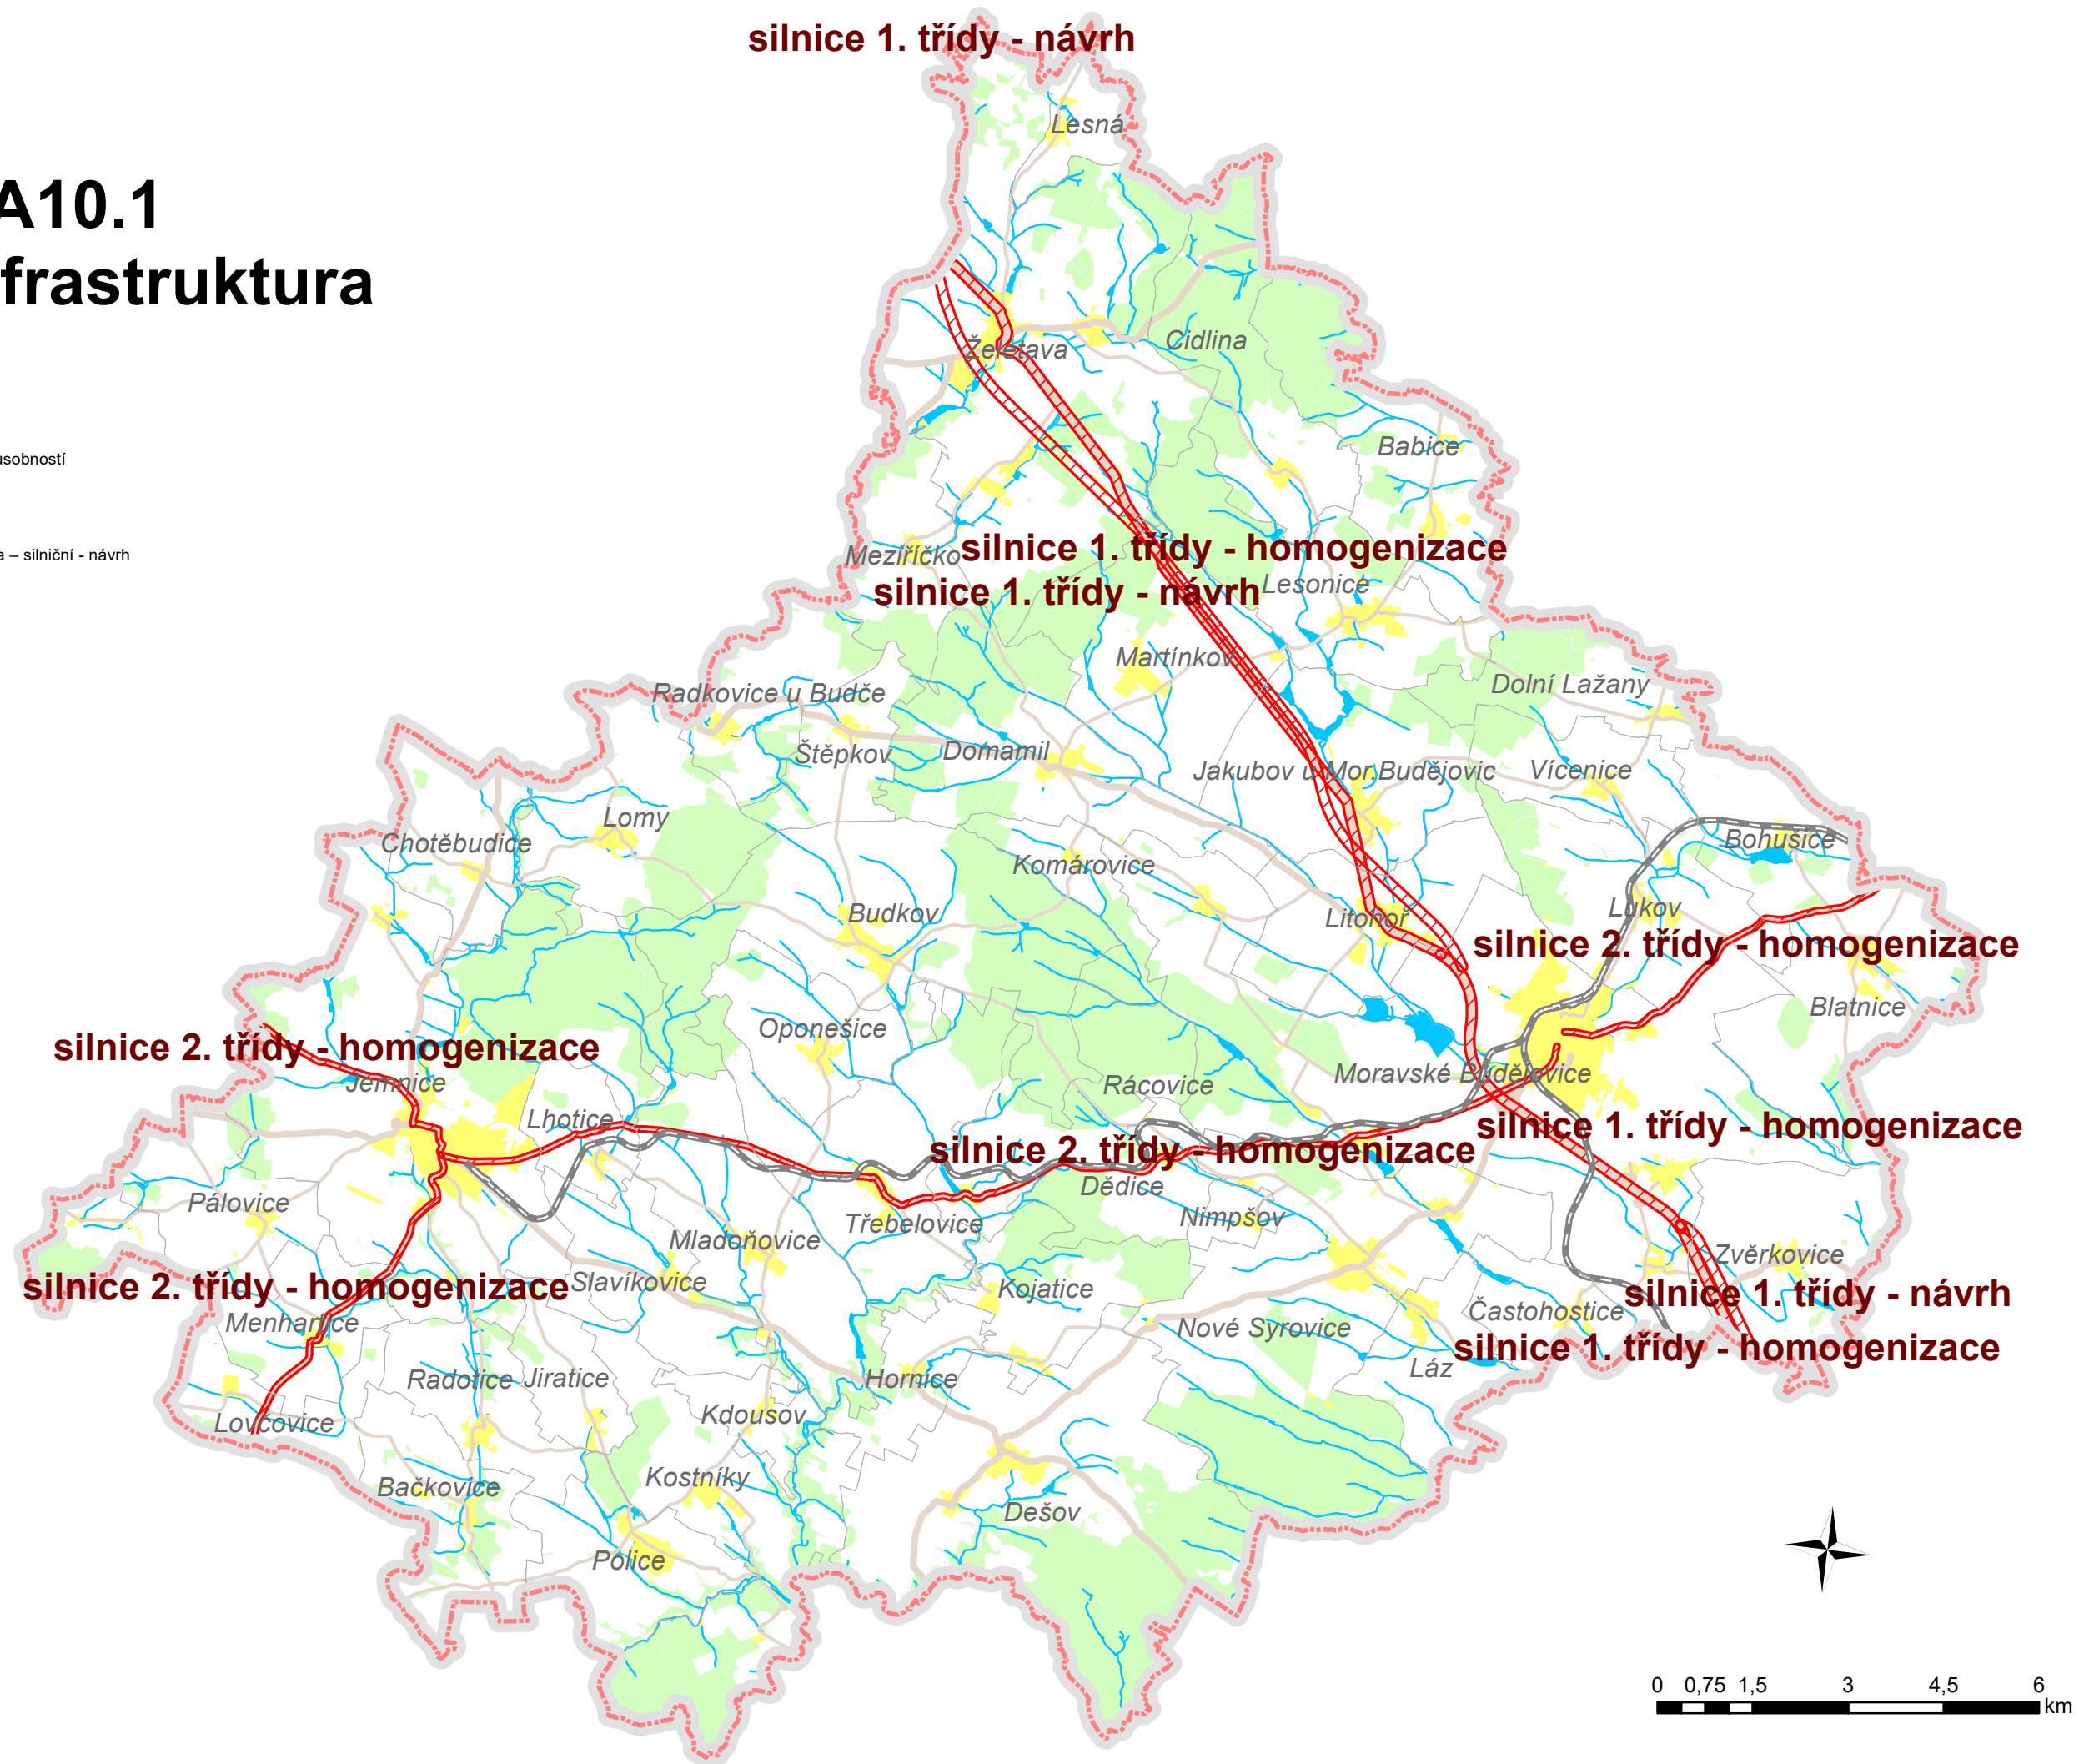 silnice 1. třídy - návrh
Lesná
A10.1
frastruktura
Želetava
Cidlina
Babice
usobností
a – silniční - návrh
Meziříčko
silnice 1. třídy - homogenizace
Lesonice
silnice 1. třídy - návrh
Martínkov
Radkovice u Budče
Dolní Lažany
Štěpkov
Domamil
Jakubov u Mor.Budějovic
Vícenice
Lomy
Chotěbudice
Bohušice
Komárovice
Budkov
Litohoř
Lukov
silnice 2. třídy - homogenizace
Blatnice
Oponešice
silnice 2. třídy - homogenizace
Jemnice
Rácovice
Moravské Budějovice
Lhotice
silnice 1. třídy - homogenizace
silnice 2. třídy - homogenizace
Dědice
Pálovice
Třebelovice
Nimpšov
Mladoňovice
Zvěrkovice
silnice 2. třídy - homogenizace
Slavíkovice
Kojatice
silnice 1. třídy - návrh
Častohostice
Menhartice
Nové Syrovice
silnice 1. třídy - homogenizace
Láz
Radotice
Jiratice
Hornice
Kdousov
Lovčovice
Kostníky
Bačkovice
Dešov
Police
0 0,75 1,5 3 4,5 6
km